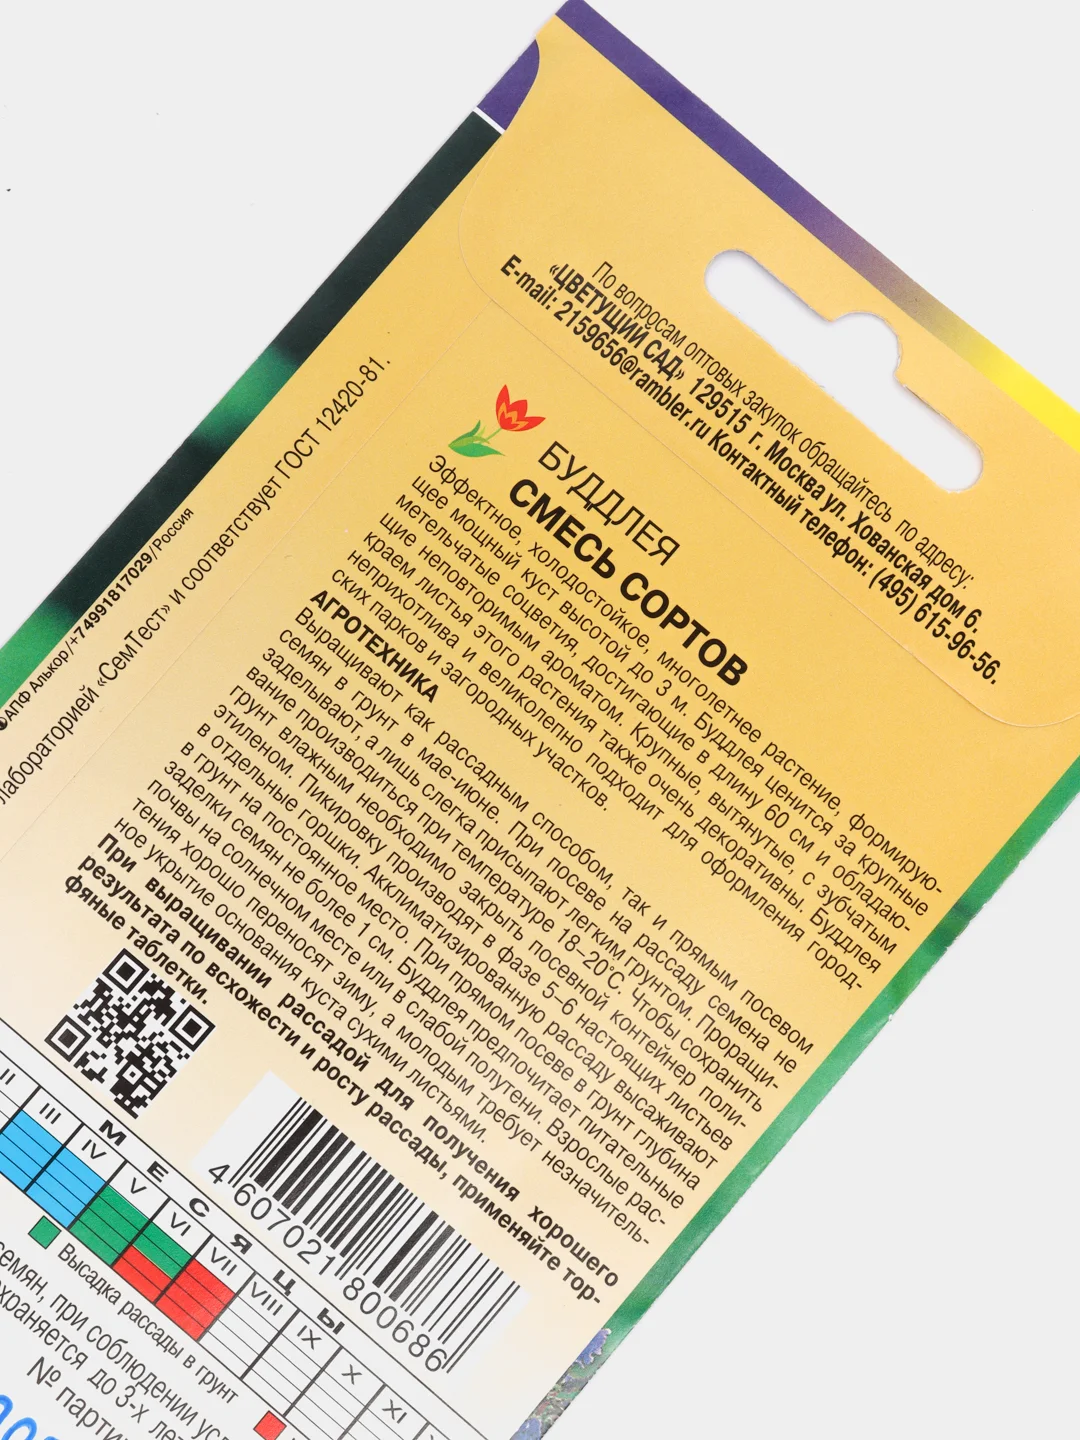 По вопросам оптовых закупок обращайтесь по адресу:
«ЦВЕТУЩИЙ САД» 129515 г. Москва ул. Хованская дом 6.
E-mail: 2159656@rambler.ru Контактный телефон: (495) 615-96-56.
БУДДЛЕЯ
СМЕСЬ СОРТОВ
Эффектное, холодостойкое, многолетнее растение, формирую-
щее мощный куст высотой до 3 м. Буддлея ценится за крупные
метельчатые соцветия, достигающие в длину 60 см и обладаю-
щие неповторимым ароматом. Крупные, вытянутые, с зубчатым
краем листья этого растения также очень декоративны. Буддлея
неприхотлива и великолепно подходит для оформления город-
ских парков и загородных участков.
АГРОТЕХНИКА
Выращивают как рассадным способом, так и прямым посевом
семян в грунт в мае-июне. При посеве на рассаду семена не
заделывают, а лишь слегка присыпают легким грунтом. Проращи-
вание производиться при температуре 18–20°С. Чтобы сохранить
грунт влажным необходимо закрыть посевной контейнер поли-
этиленом. Пикировку производят в фазе 5–6 настоящих листьев
в отдельные горшки. Акклиматизированную рассаду высаживают
в грунт на постоянное место. При прямом посеве в грунт глубина
заделки семян не более 1 см. Буддлея предпочитает питательные
почвы на солнечном месте или в слабой полутени. Взрослые рас-
тения хорошо переносят зиму, а молодым требует незначитель-
ное укрытие основания куста сухими листьями.
При выращивании рассадой для получения хорошего
результата по всхожести и росту рассады, применяйте тор-
фяные таблетки.
АПФ Алькор/+74991817029/Россия
лабораторией «СемТест» и соответствует ГОСТ 12420-81.
4 607021 800686
МЕСЯЦЫ
II III IV V VI VII VIII IX X XI
Высадка рассады в грунт
семян, при соблюдении
до 3-х
№